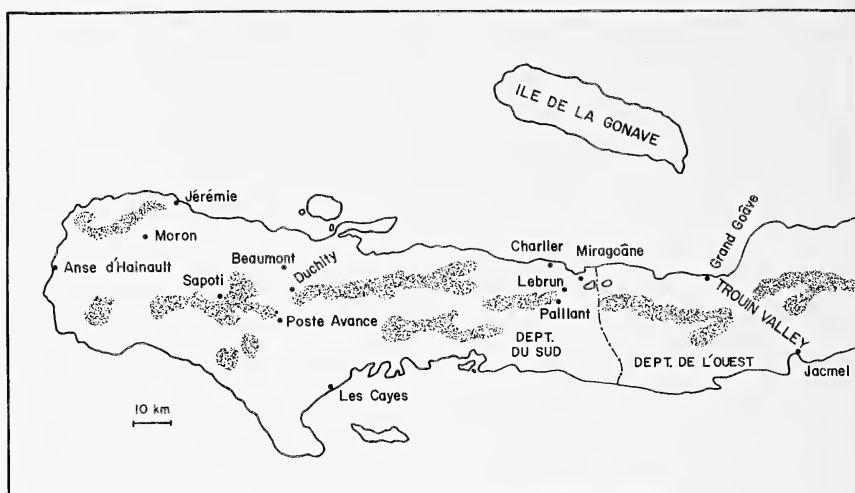 ILE DE LA GONAVE
Jérémie
Moron
Anse d'Hainault
Beaumont
Duchity
Sapoti
Poste Avance
Les Cayes
10 km
Charlier
Miragoâne
Lebrun
Paillant
DEPT.
DU SUD
Grand Goâve
TROUIN VALLEY
DEPT. DE L'OUEST
Jacmel